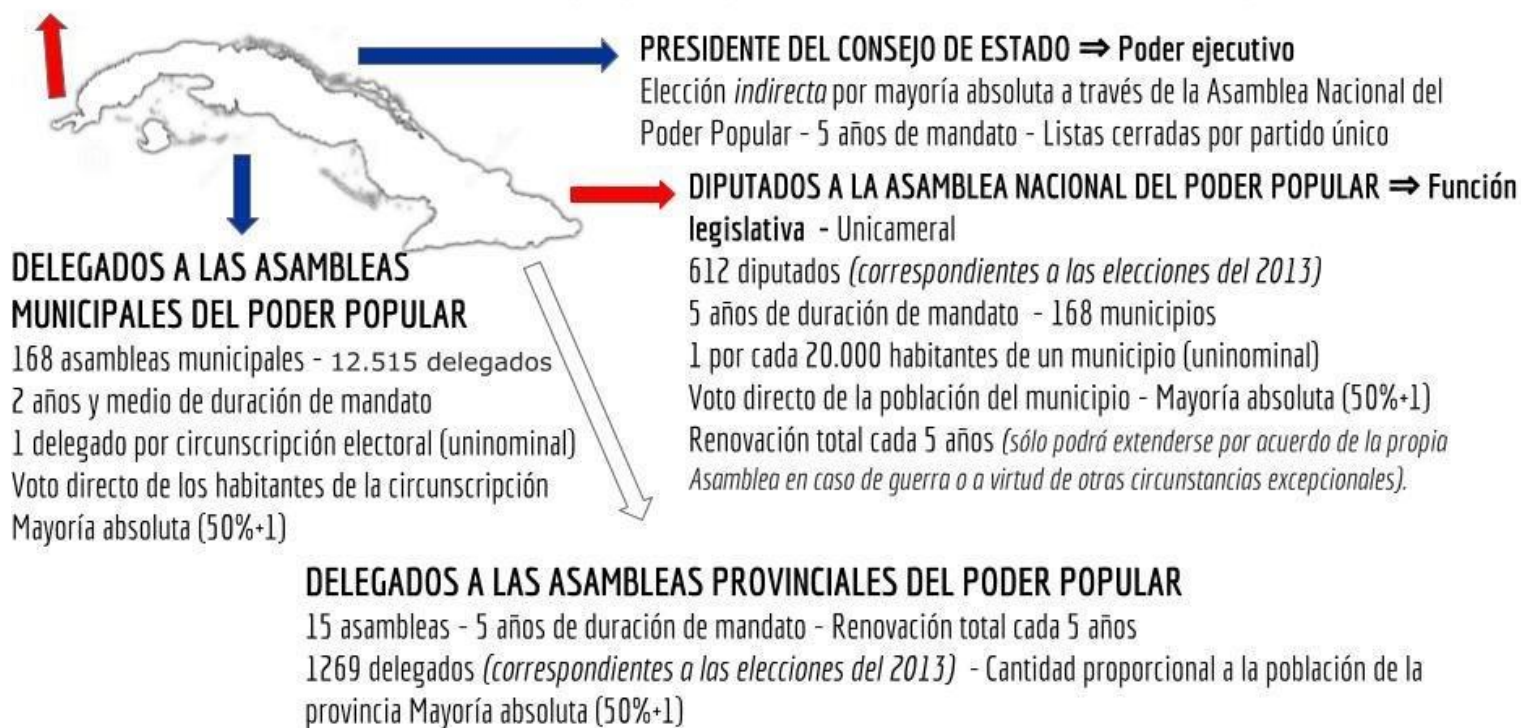 PRESIDENTE DEL CONSEJO DE ESTADO ⇒ Poder ejecutivo
Elección indirecta por mayoría absoluta a través de la Asamblea Nacional del
Poder Popular - 5 años de mandato - Listas cerradas por partido único
DIPUTADOS A LA ASAMBLEA NACIONAL DEL PODER POPULAR ⇒ Función
legislativa - Unicameral
612 diputados (correspondientes a las elecciones del 2013)
5 años de duración de mandato - 168 municipios
1 por cada 20.000 habitantes de un municipio (uninominal)
Voto directo de la población del municipio - Mayoría absoluta (50%+1)
Renovación total cada 5 años (sólo podrá extenderse por acuerdo de la propia
Asamblea en caso de guerra o a virtud de otras circunstancias excepcionales).
DELEGADOS A LAS ASAMBLEAS
MUNICIPALES DEL PODER POPULAR
168 asambleas municipales - 12.515 delegados
2 años y medio de duración de mandato
1 delegado por circunscripción electoral (uninominal)
Voto directo de los habitantes de la circunscripción
Mayoría absoluta (50%+1)
DELEGADOS A LAS ASAMBLEAS PROVINCIALES DEL PODER POPULAR
15 asambleas - 5 años de duración de mandato - Renovación total cada 5 años
1269 delegados (correspondientes a las elecciones del 2013) - Cantidad proporcional a la población de la
provincia Mayoría absoluta (50%+1)